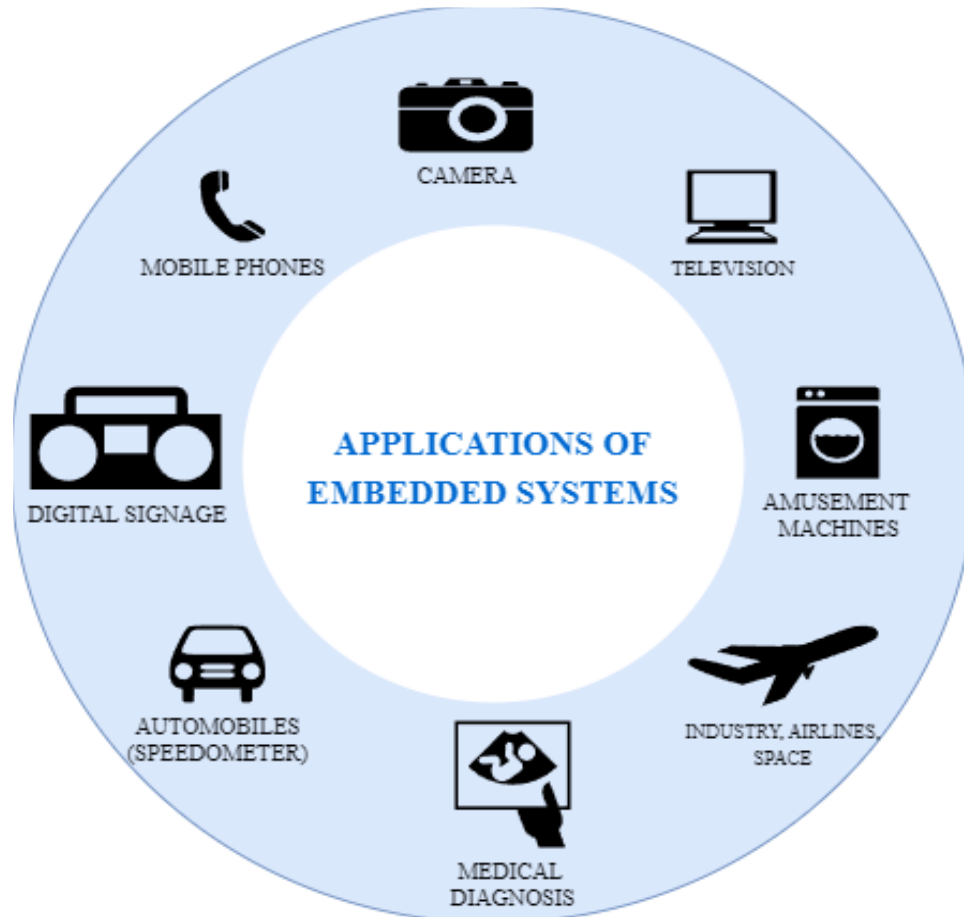 CAMERA
MOBILE PHONES
TELEVISION
APPLICATIONS OF
EMBEDDED SYSTEMS
DIGITAL SIGNAGE
AMUSEMENT
MACHINES
AUTOMOBILES
(SPEEDOMETER)
INDUSTRY, AIRLINES,
SPACE
MEDICAL
DIAGNOSIS